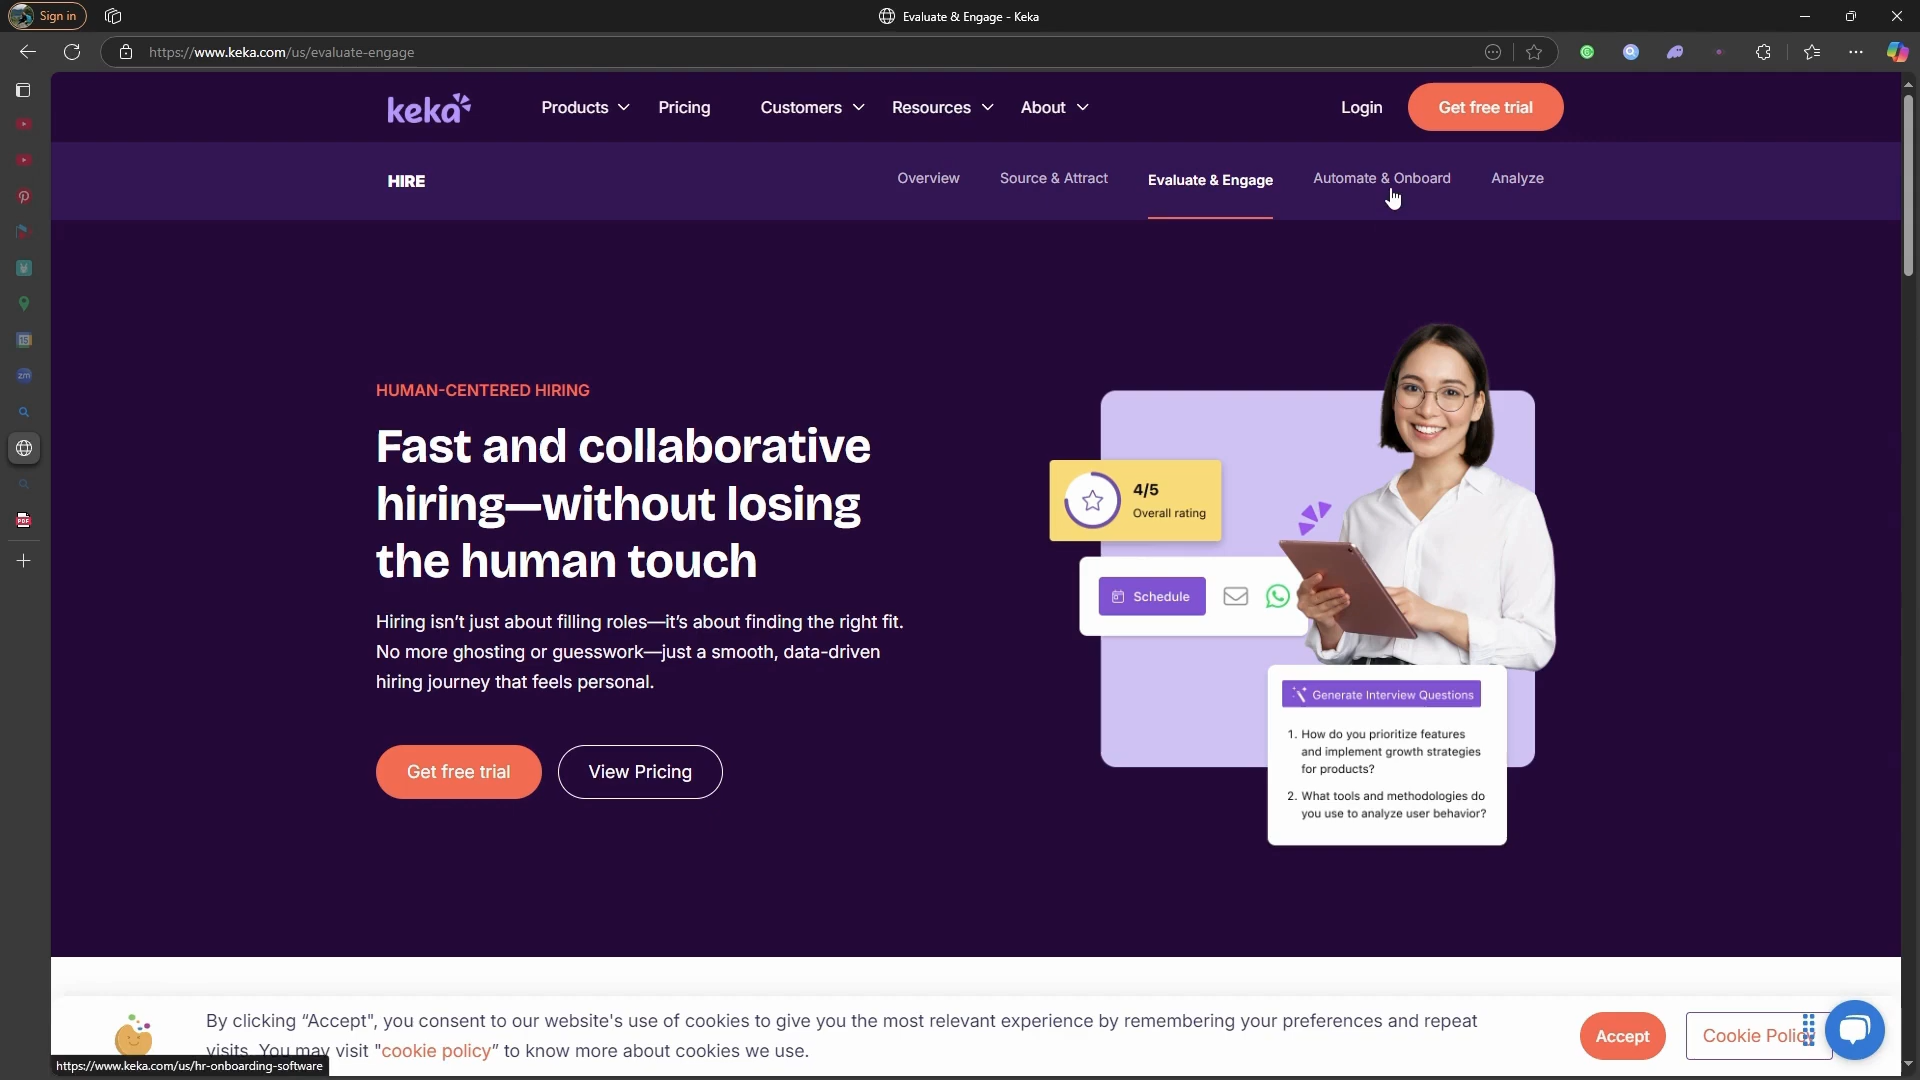 Sign in
Evaluate & Engage - Keka
https://www.keka.com/us/evaluate-engage
keka
Products
Pricing
Customers
Resources
About
Login
Get free trial
HIRE
Overview
Source & Attract
Evaluate & Engage
Automate & Onboard
Analyze
HUMAN-CENTERED HIRING
Fast and collaborative
hiring—without losing
the human touch
Hiring isn't just about filling roles—it's about finding the right fit.
No more ghosting or guesswork—just a smooth, data-driven
hiring journey that feels personal.
Get free trial
View Pricing
4/5
Overall rating
Schedule
Generate Interview Questions
1. How do you prioritize features
and implement growth strategies
for products?
2. What tools and methodologies do
you use to analyze user behavior?
By clicking “Accept", you consent to our website's use of cookies to give you the most relevant experience by remembering your preferences and repeat
visits. You may visit "cookie policy” to know more about cookies we use.
Accept
Cookie Policy
https://www.keka.com/us/hr-onboarding-software
zm
PDF